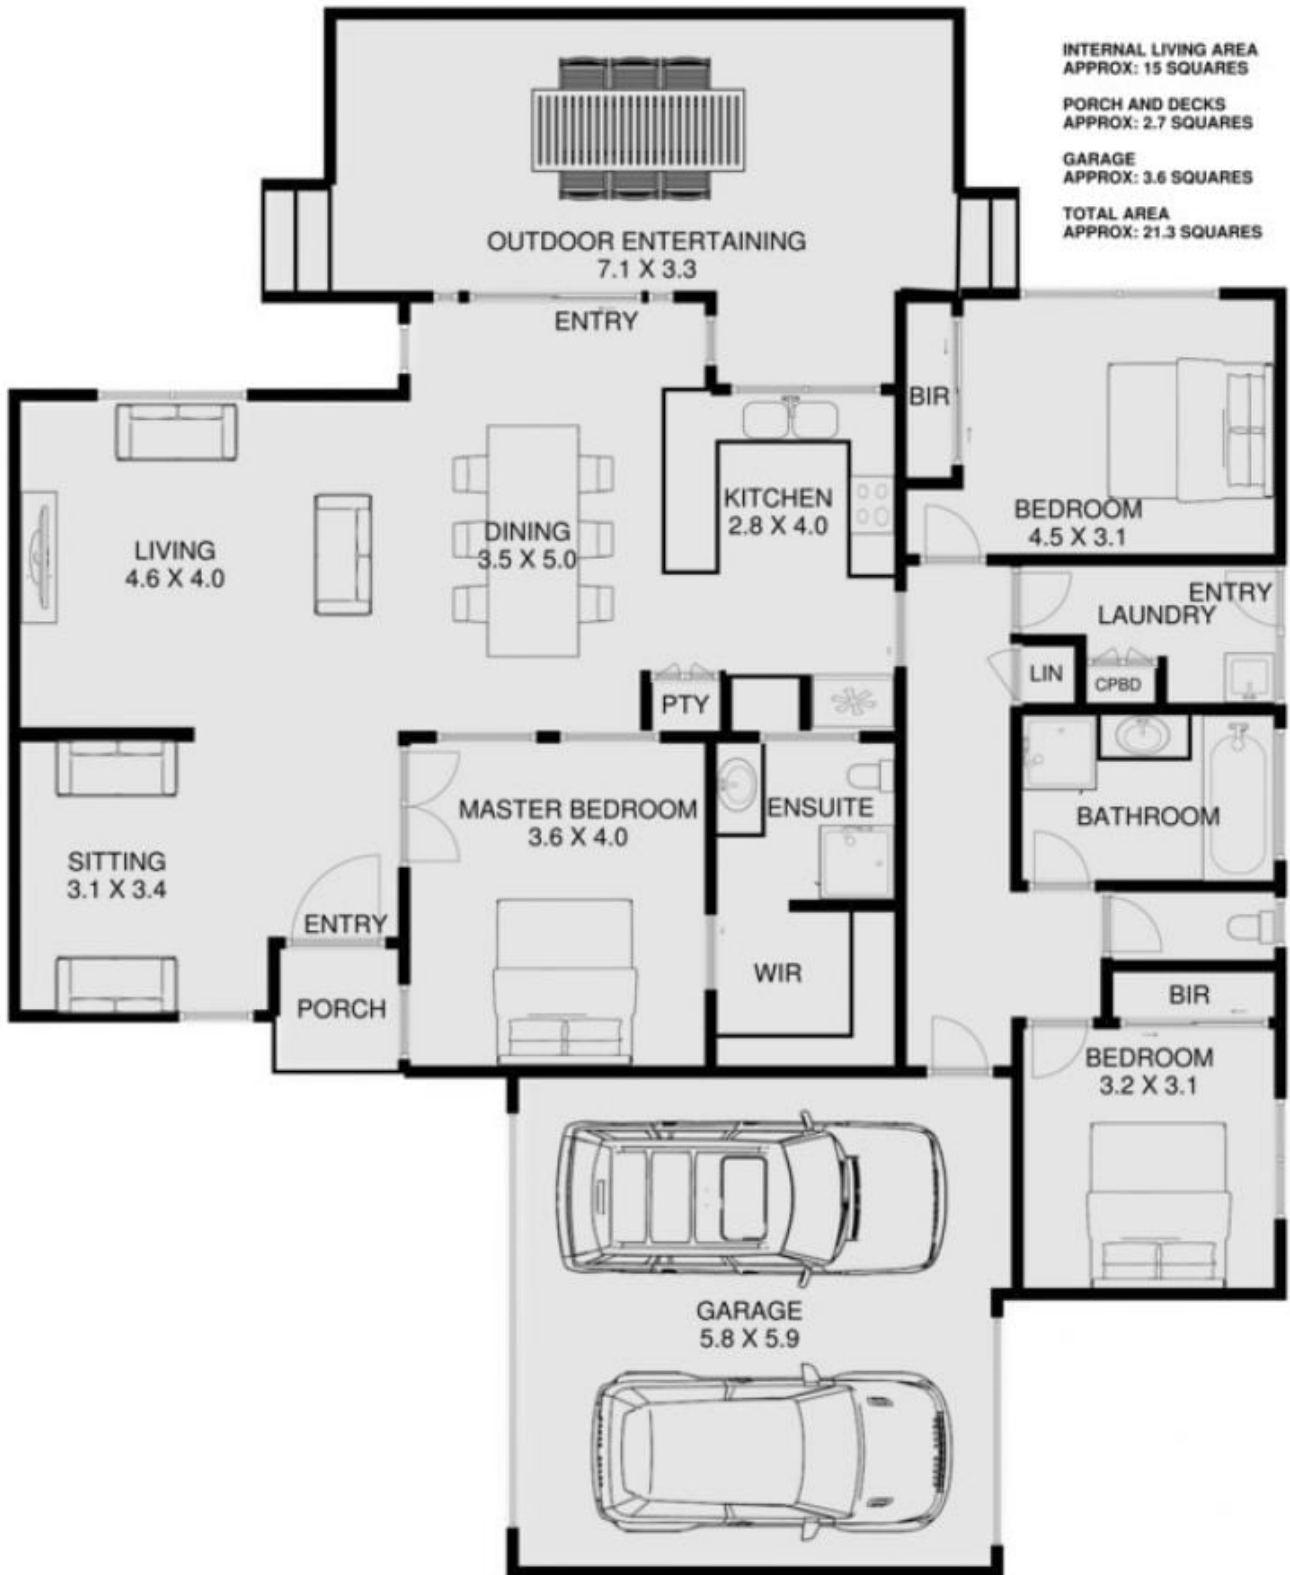 INTERNAL LIVING AREA
APPROX: 15 SQUARES
PORCH AND DECKS
APPROX: 2.7 SQUARES
GARAGE
APPROX: 3.6 SQUARES
TOTAL AREA
APPROX: 21.3 SQUARES
OUTDOOR ENTERTAINING
7.1 X 3.3
ENTRY
BIR
KITCHEN
2.8 X 4.0
BEDROOM
4.5 X 3.1
DINING
3.5 X 5.0
LIVING
4.6 X 4.0
ENTRY
LAUNDRY
LIN
CPBD
PTY
MASTER BEDROOM
3.6 X 4.0
ENSUITE
BATHROOM
SITTING
3.1 X 3.4
ENTRY
WIR
PORCH
BIR
BEDROOM
3.2 X 3.1
GARAGE
5.8 X 5.9